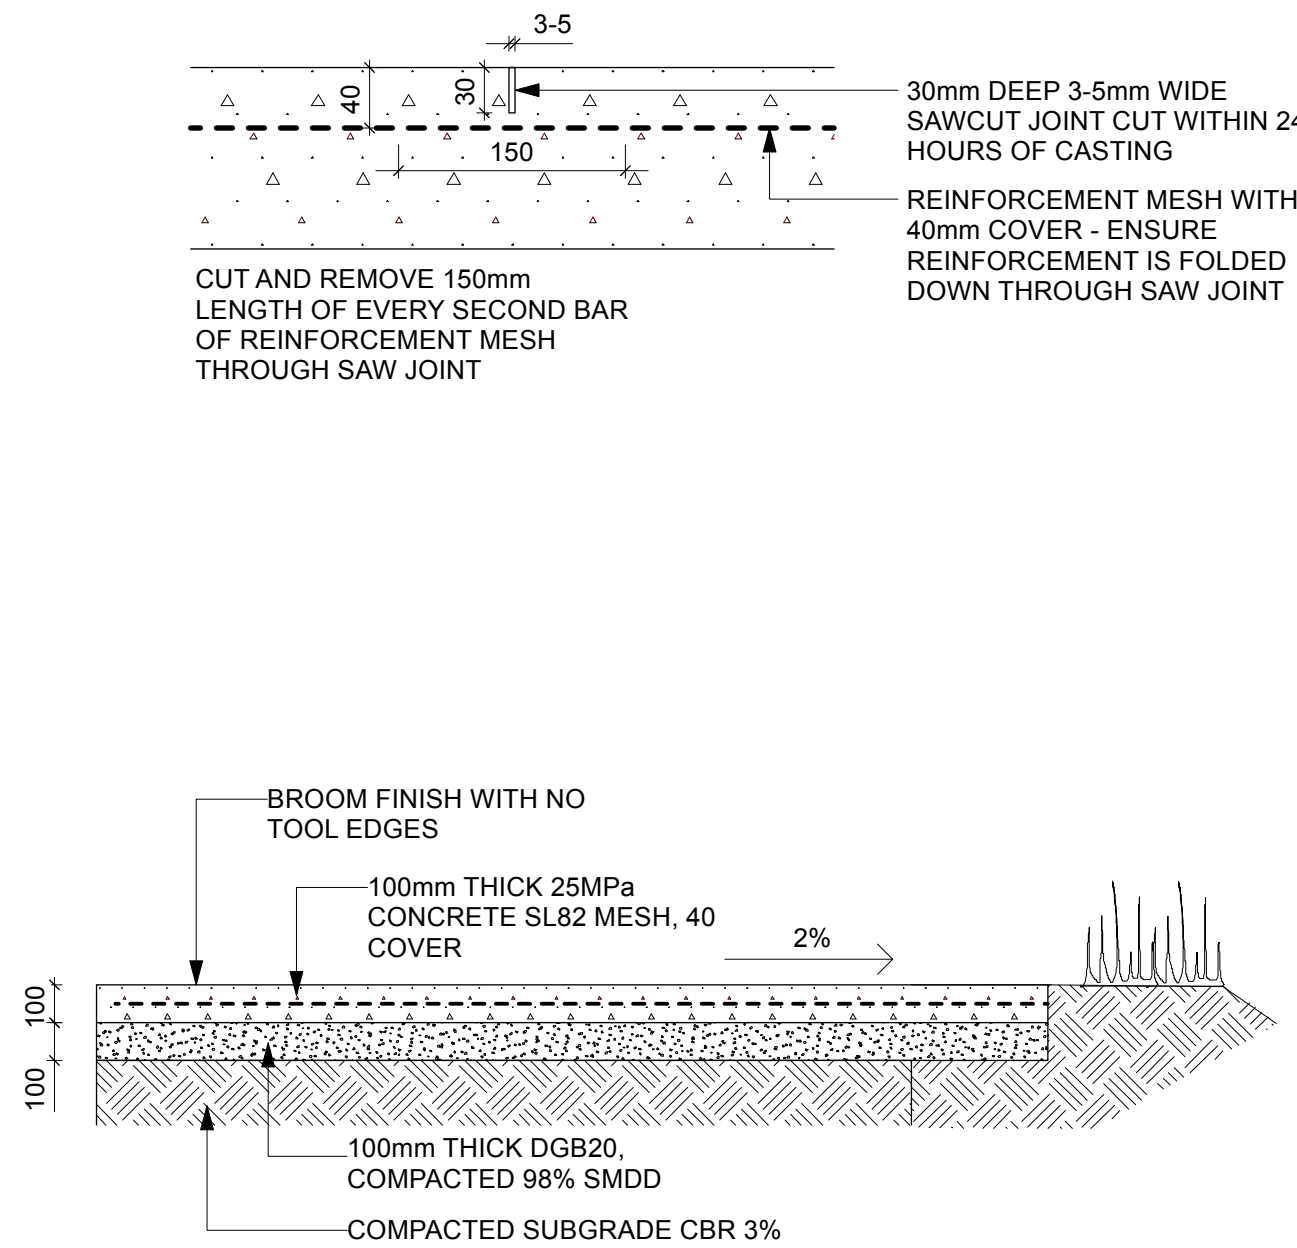 3-5
40
30
150
30mm DEEP 3-5mm WIDE
SAWCUT JOINT CUT WITHIN 24
HOURS OF CASTING
REINFORCEMENT MESH WITH
40mm COVER - ENSURE
REINFORCEMENT IS FOLDED
DOWN THROUGH SAW JOINT
CUT AND REMOVE 150mm
LENGTH OF EVERY SECOND BAR
OF REINFORCEMENT MESH
THROUGH SAW JOINT
BROOM FINISH WITH NO
TOOL EDGES
100mm THICK 25MPa
CONCRETE SL82 MESH, 40
COVER
2%
100
100
100mm THICK DGB20,
COMPACTED 98% SMDD
COMPACTED SUBGRADE CBR 3%